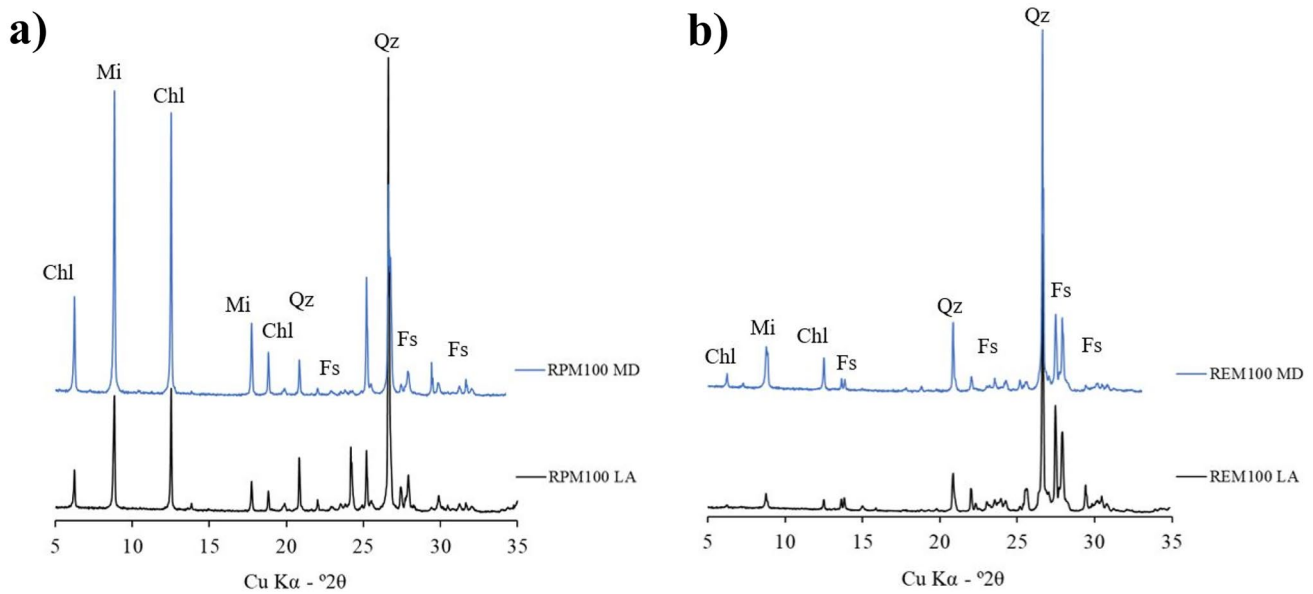 a)
Qz
Mi
Chl
Chl
Mi
Chl
Qz
Fs
Fs
Fs
RPM100 MD
RPM100 LA
5 10 15 20 25 30 35
Cu Kα - º2θ
b)
Qz
Chl
Mi
Chl
Fs
Qz
Fs
Fs
Fs
REM100 MD
REM100 LA
5 10 15 20 25 30 35
Cu Kα - º2θ